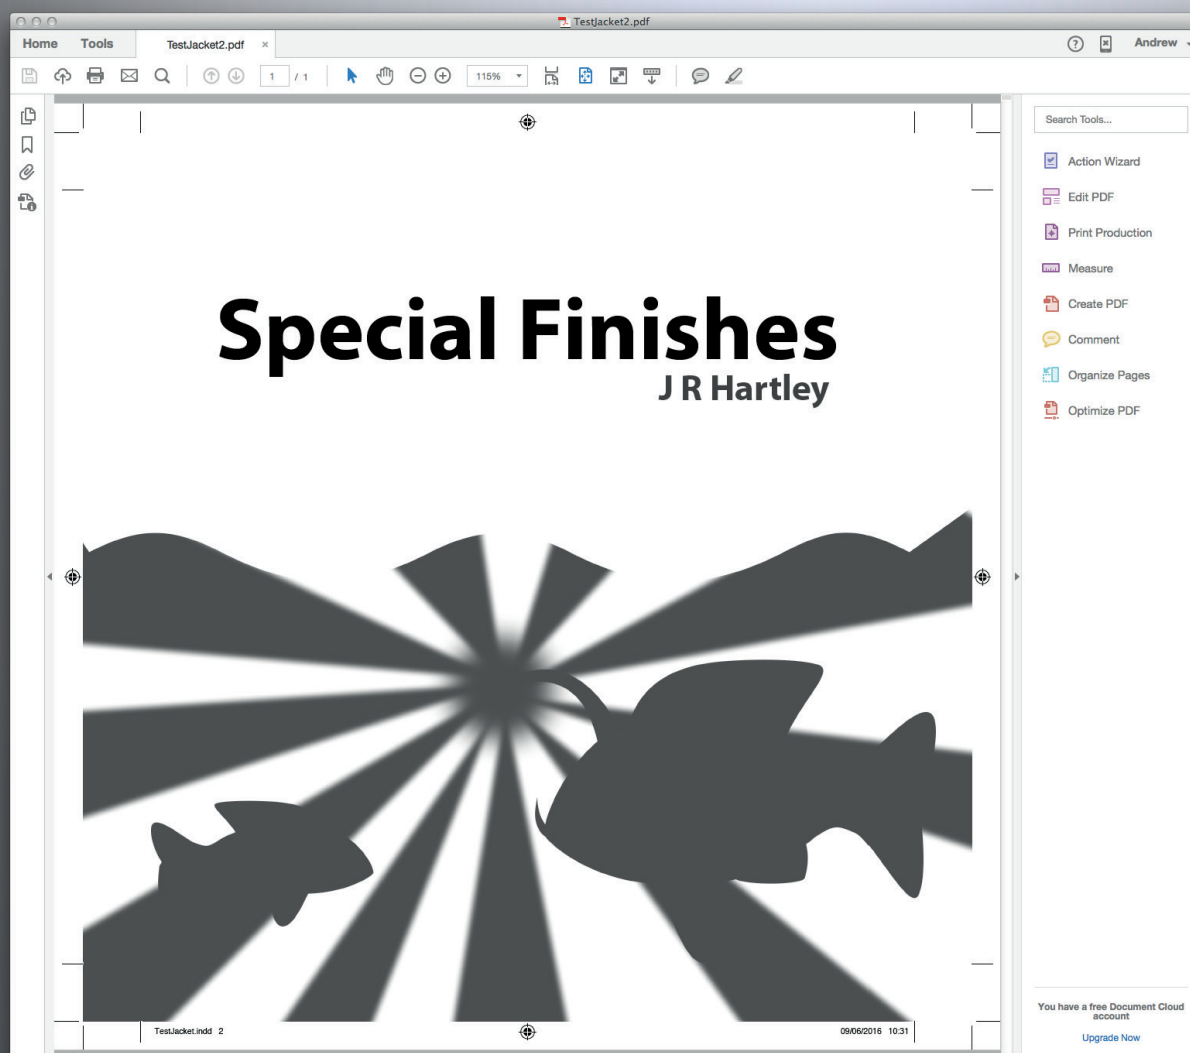 TestJacket2.pdf
Home Tools TestJacket2.pdf × Andrew
1 / 1 115%
Search Tools...
Action Wizard
Edit PDF
Print Production
Measure
Create PDF
Comment
Organize Pages
Optimize PDF
Special Finishes
J R Hartley
TestJacket.indd 2 09/06/2016 10:31
You have a free Document Cloud
account
Upgrade Now